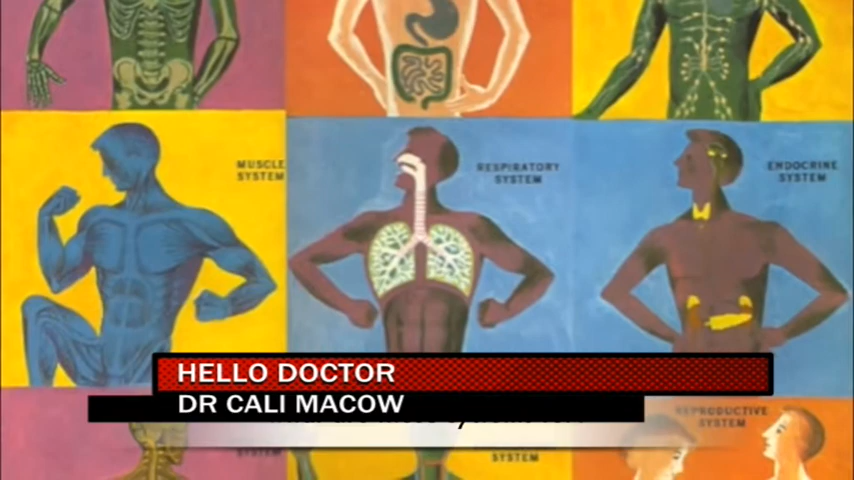 MUSCLE
SYSTEM
RESPIRATORY
SYSTEM
ENDOCRINE
SYSTEM
HELLO DOCTOR
DR CALI MACOW
REPRODUCTIVE
SYSTEM
SYSTEM